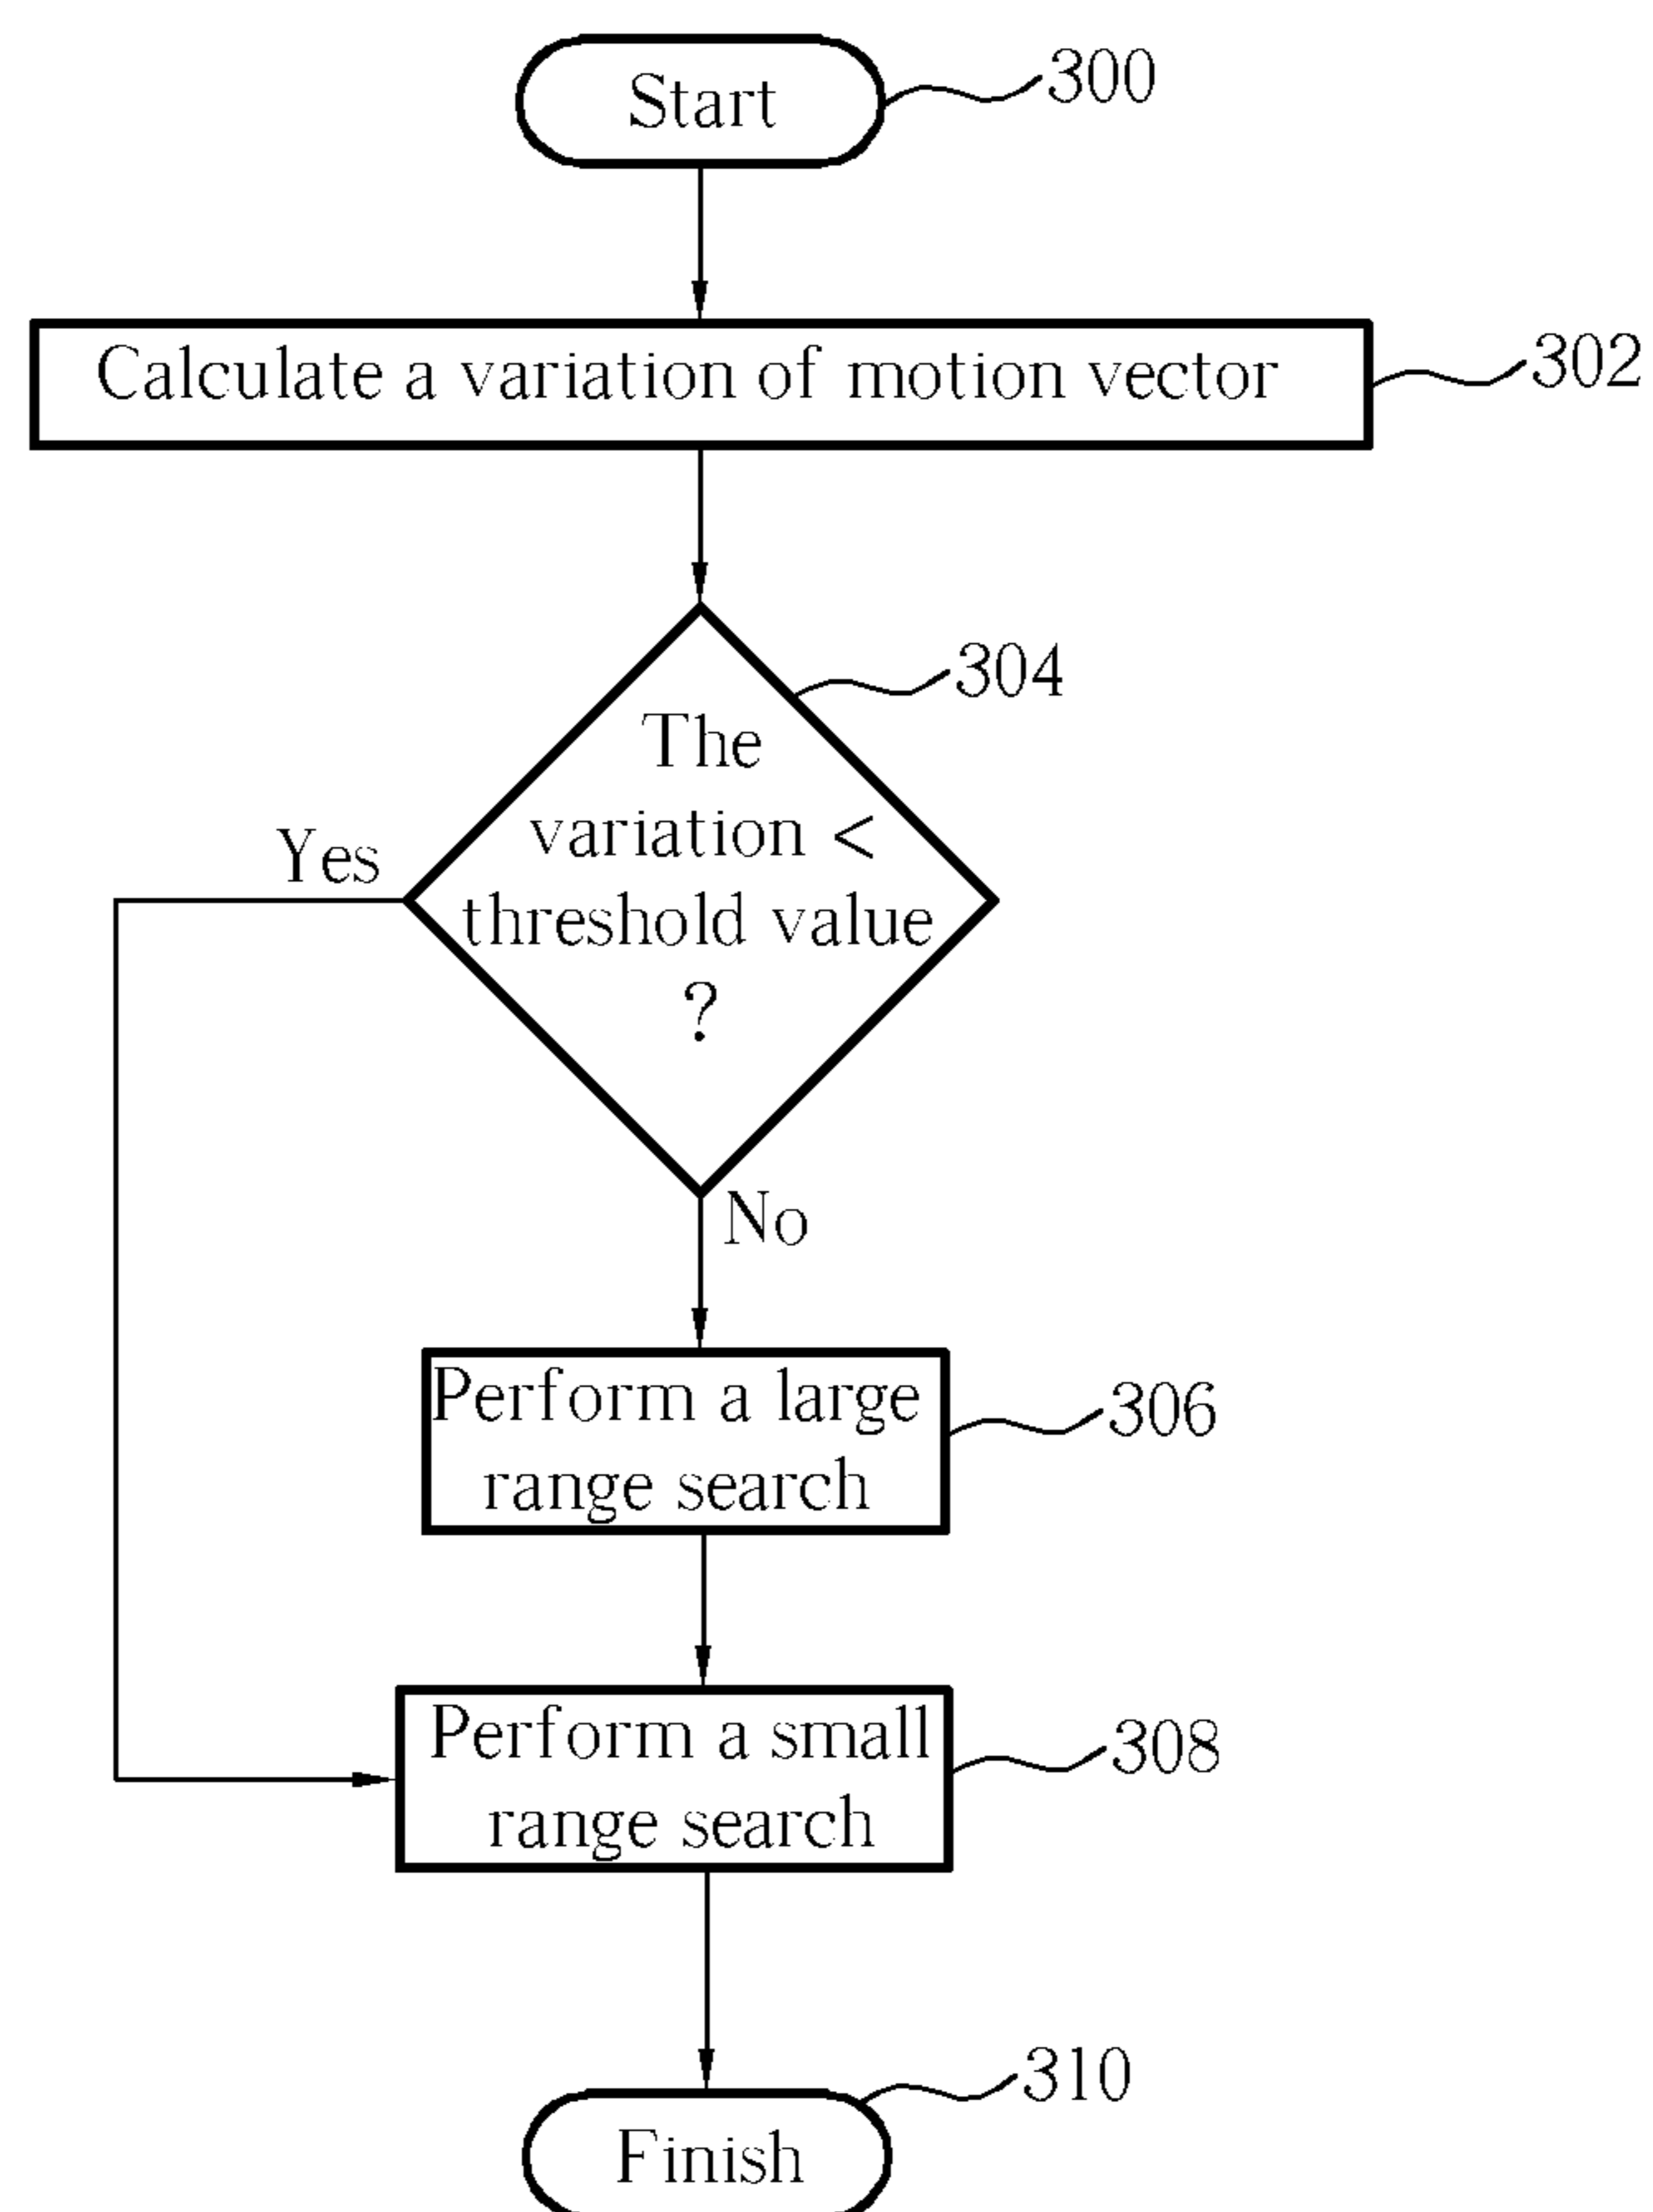 Start
300
Calculate a variation of motion vector
302
304
The
variation <
threshold value
?
Yes
No
Perform a large
range search
306
Perform a small
range search
308
310
Finish